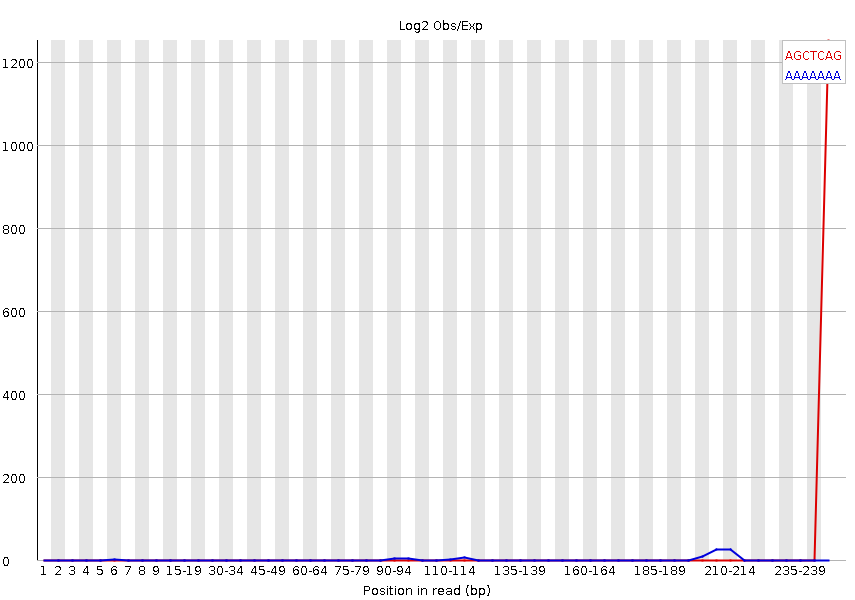 Log2 Obs/Exp
AGCTCAG
AAAAAAA
1200
1000
800
600
400
200
0
1 2 3 4 5 6 7 8 9 15-19 30-34 45-49 60-64 75-79 90-94 110-114 135-139 160-164 185-189 210-214 235-239
Position in read (bp)